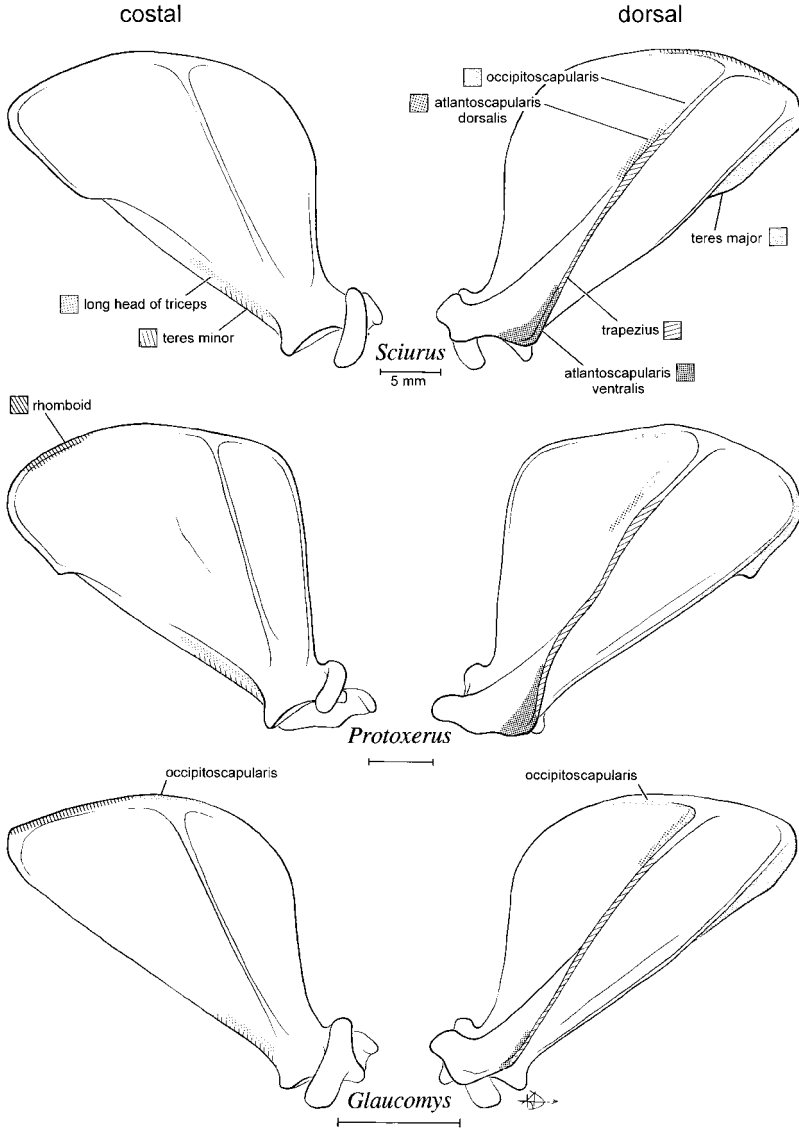 costal
dorsal
occipitoscapularis
atlantoscapularis
dorsalis
teres major
long head of triceps
teres minor
trapezius
Sciurus
5 mm
atlantoscapularis
ventralis
rhomboid
Protoxerus
occipitoscapularis
occipitoscapularis
Glaucomys